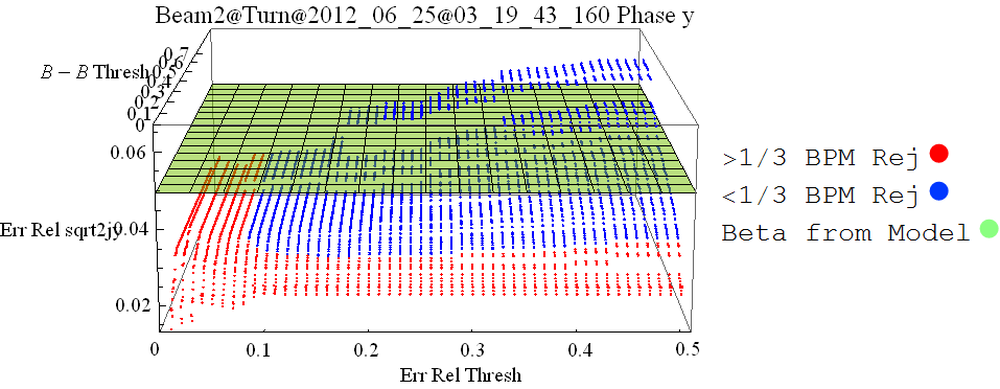 Beam2@Turn@2012_06_25@03_19_43_160 Phase y
0.7
0.6
B - B Thresh
0.5
0.4
0.3
0.2
0.1
0
0.06
Err Rel sqrt2jy
0.04
0.02
0
0.1
0.2
0.3
0.4
0.5
Err Rel Thresh
>1/3 BPM Rej
<1/3 BPM Rej
Beta from Model